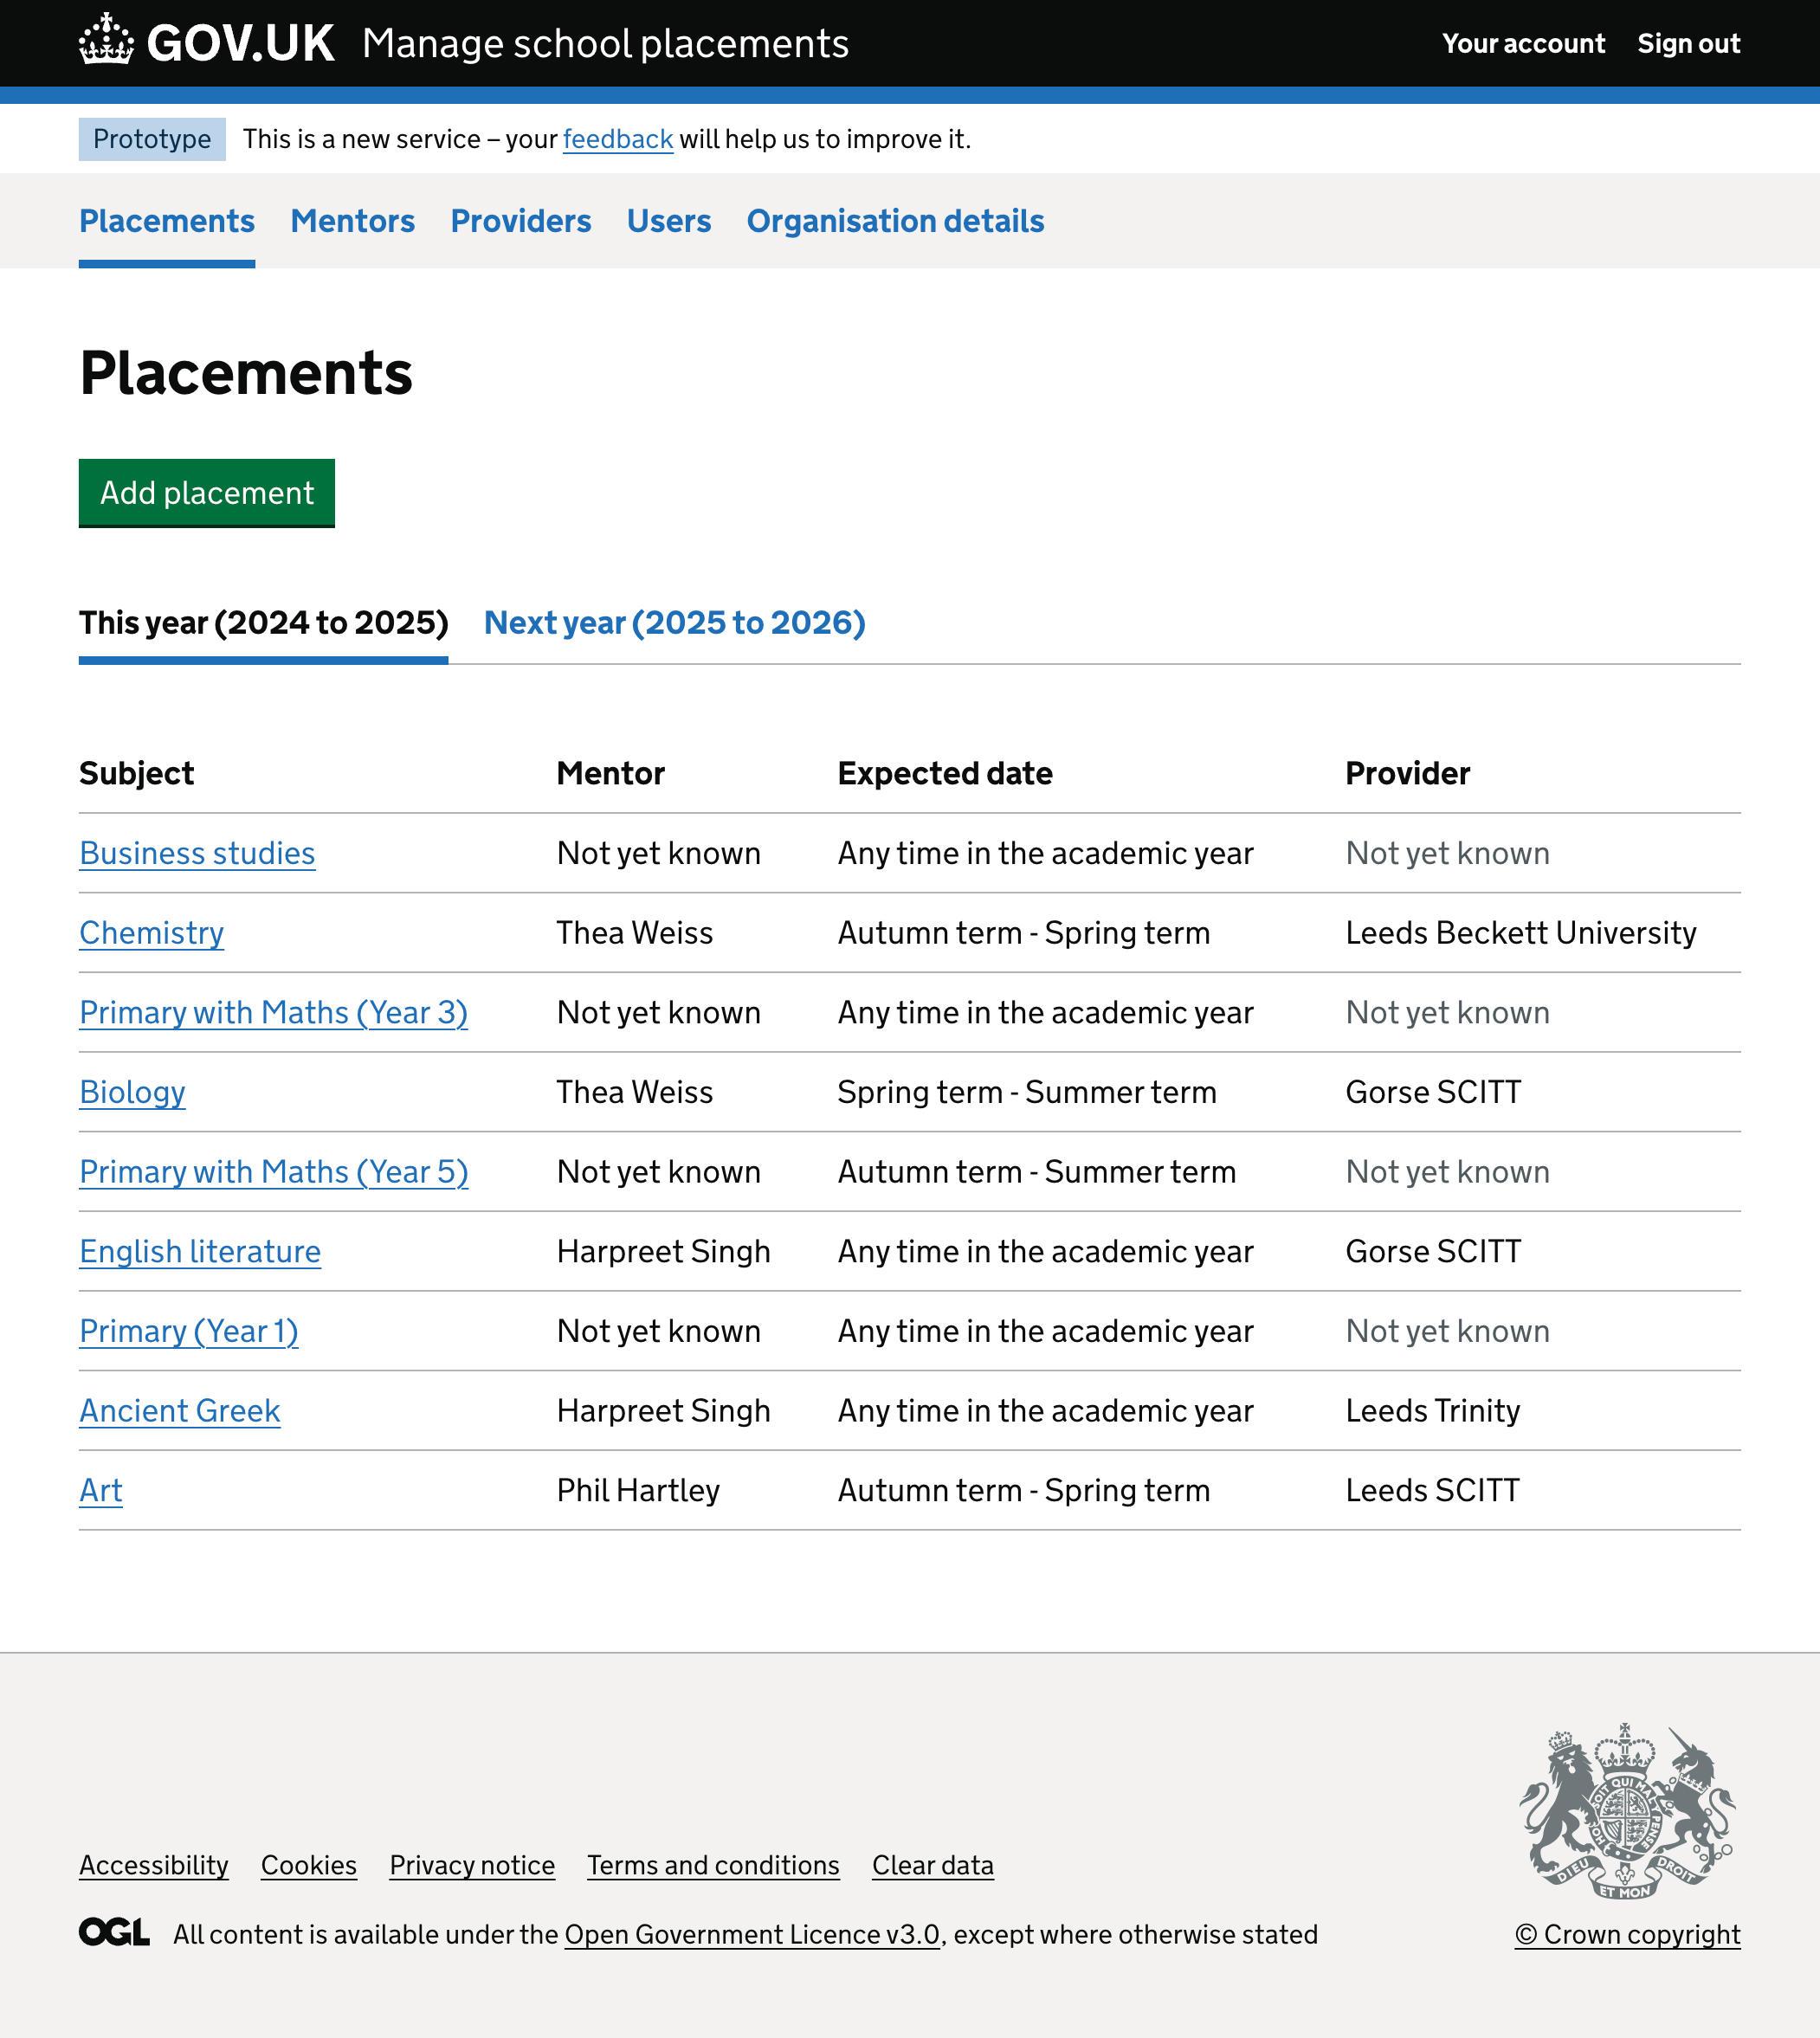 GOV.UK Manage school placements Your account Sign out
Prototype This is a new service – your feedback will help us to improve it.
Placements Mentors Providers Users Organisation details
Placements
Add placement
This year (2024 to 2025) Next year (2025 to 2026)
Subject Mentor Expected date Provider
Business studies Not yet known Any time in the academic year Not yet known
Chemistry Thea Weiss Autumn term - Spring term Leeds Beckett University
Primary with Maths (Year 3) Not yet known Any time in the academic year Not yet known
Biology Thea Weiss Spring term - Summer term Gorse SCITT
Primary with Maths (Year 5) Not yet known Autumn term - Summer term Not yet known
English literature Harpreet Singh Any time in the academic year Gorse SCITT
Primary (Year 1) Not yet known Any time in the academic year Not yet known
Ancient Greek Harpreet Singh Any time in the academic year Leeds Trinity
Art Phil Hartley Autumn term - Spring term Leeds SCITT
QUI
DIEU ET MON DROIT
Accessibility Cookies Privacy notice Terms and conditions Clear data
OGL All content is available under the Open Government Licence v3.0, except where otherwise stated © Crown copyright